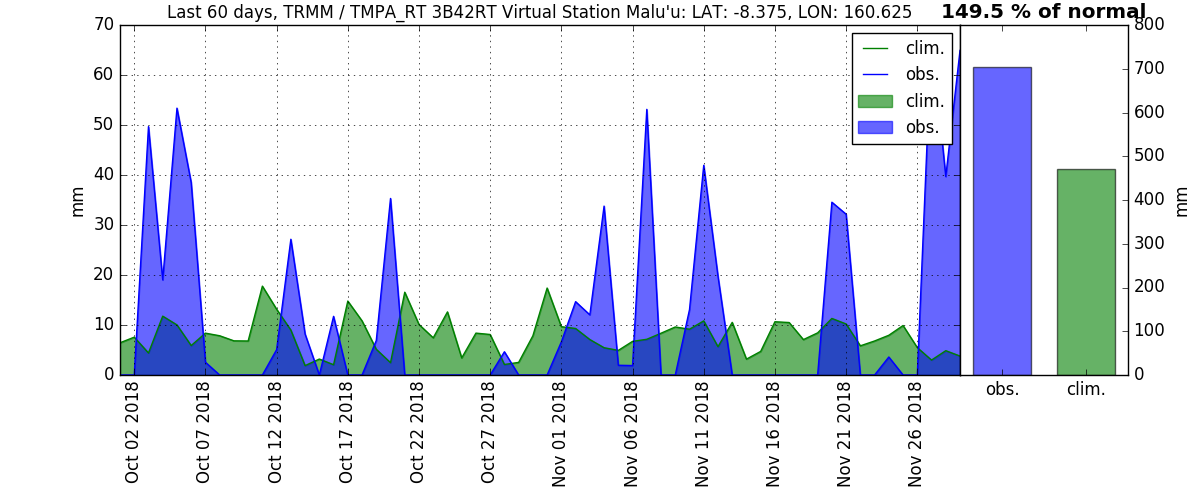 Last 60 days, TRMM / TMPA_RT 3B42RT Virtual Station Malu'u: LAT: -8.375, LON: 160.625
149.5 % of normal
70
60
50
40
30
20
10
0
mm
clim.
obs.
clim.
obs.
800
700
600
500
400
300
200
100
0
mm
Oct 02 2018
Oct 07 2018
Oct 12 2018
Oct 17 2018
Oct 22 2018
Oct 27 2018
Nov 01 2018
Nov 06 2018
Nov 11 2018
Nov 16 2018
Nov 21 2018
Nov 26 2018
obs.
clim.